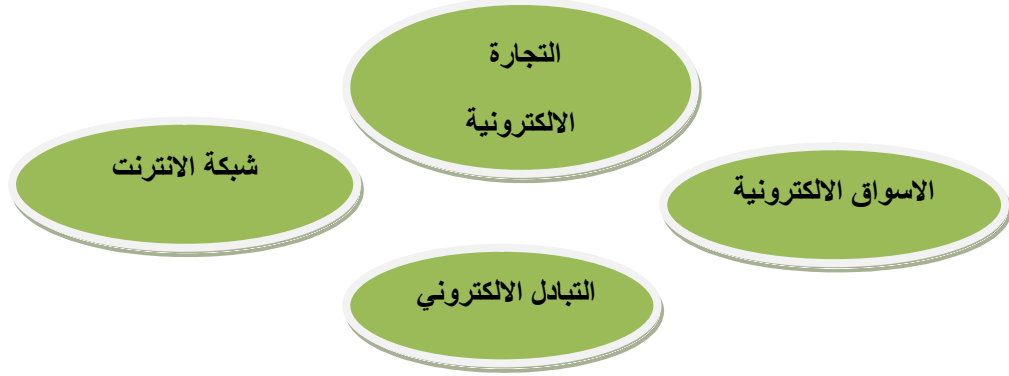 التجارة
الالكترونية
شبكة الانترنت
الاسواق الالكترونية
التبادل الالكتروني